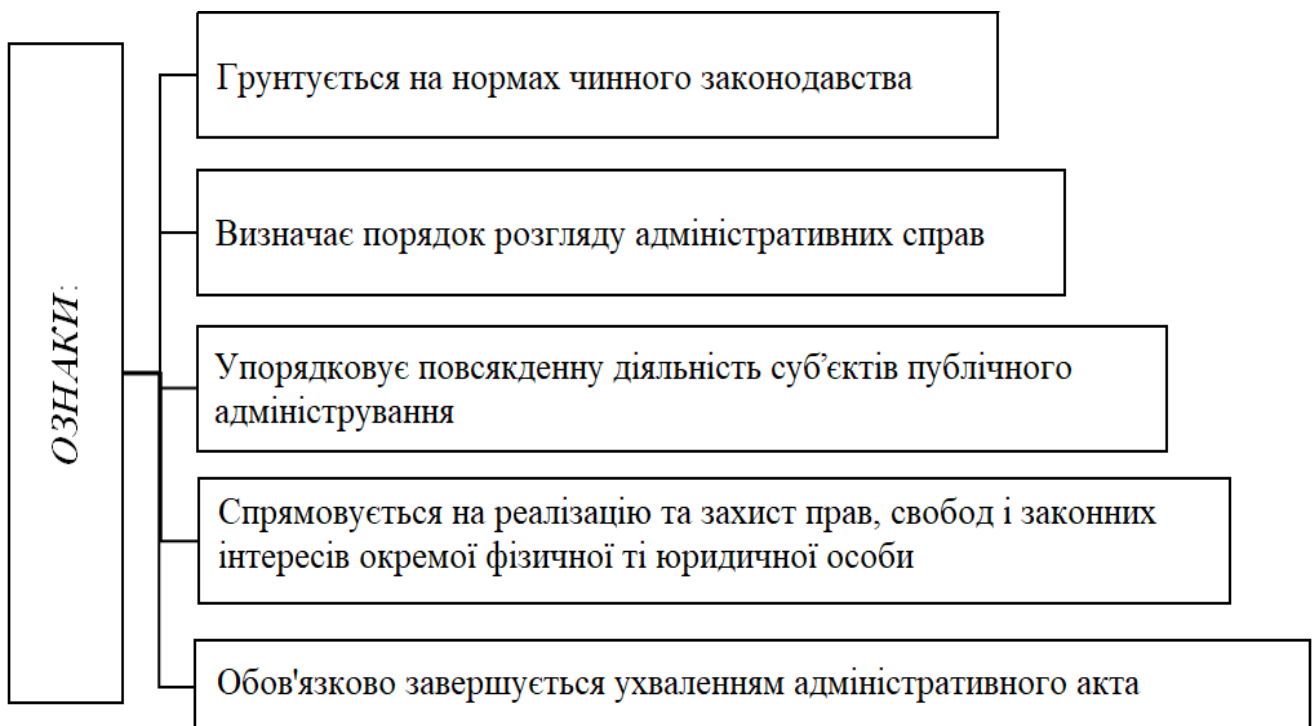 ОЗНАКИ:
Грунтується на нормах чинного законодавства
Визначає порядок розгляду адміністративних справ
Упорядковує повсякденну діяльність суб’єктів публічного
адміністрування
Спрямовується на реалізацію та захист прав, свобод і законних
інтересів окремої фізичної ті юридичної особи
Обов'язково завершується ухваленням адміністративного акта